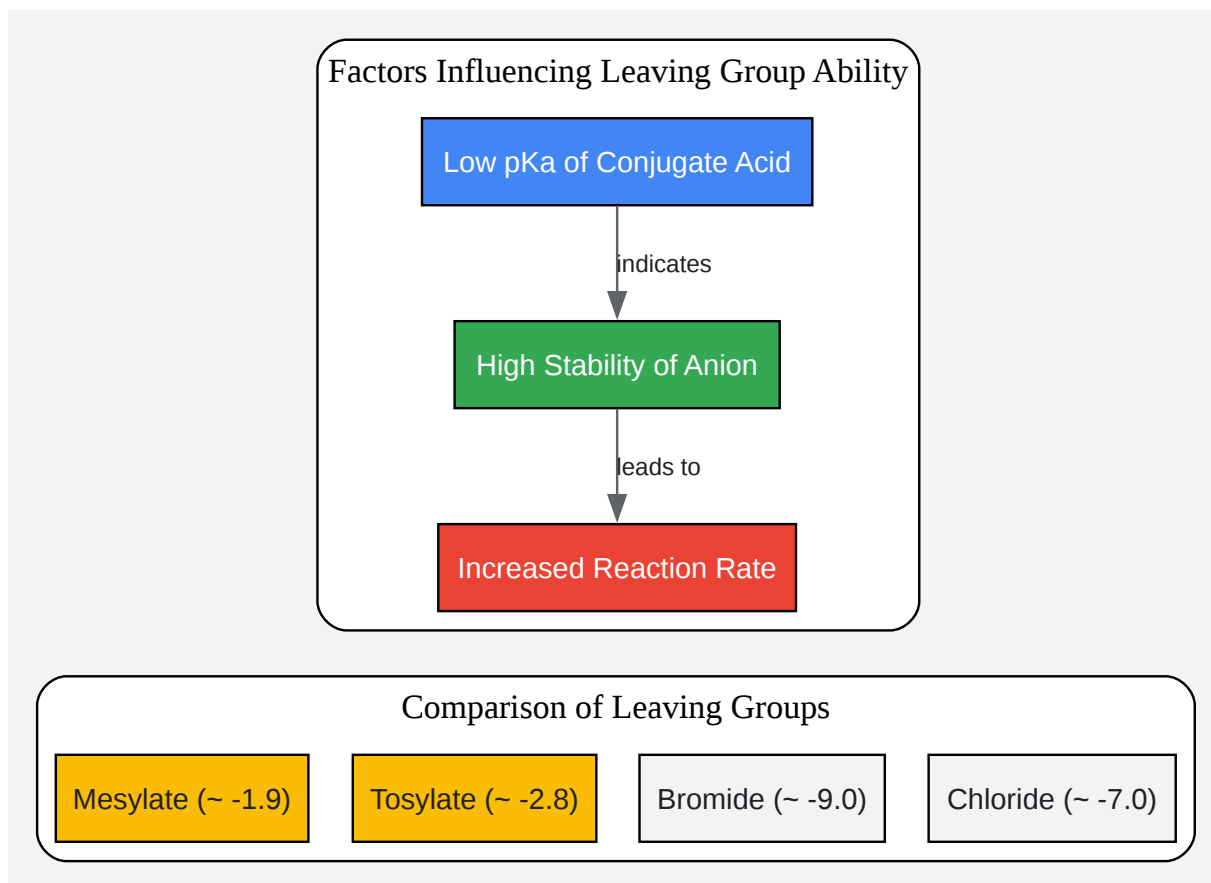 Factors Influencing Leaving Group Ability
Low pKa of Conjugate Acid
indicates
High Stability of Anion
leads to
Increased Reaction Rate
Comparison of Leaving Groups
Mesylate (~ -1.9)
Tosylate (~ -2.8)
Bromide (~ -9.0)
Chloride (~ -7.0)